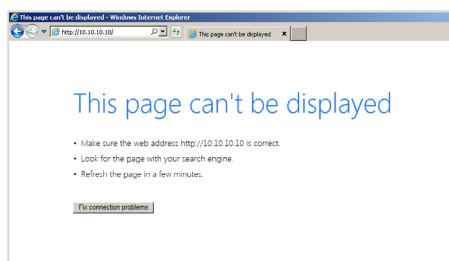 This page can't be displayed - Windows Internet Explorer
http://10.10.10.10/
This page can't be displayed
This page can't be displayed
• Make sure the web address http://10.10.10.10 is correct.
• Look for the page with your search engine.
• Refresh the page in a few minutes.
Fix connection problems